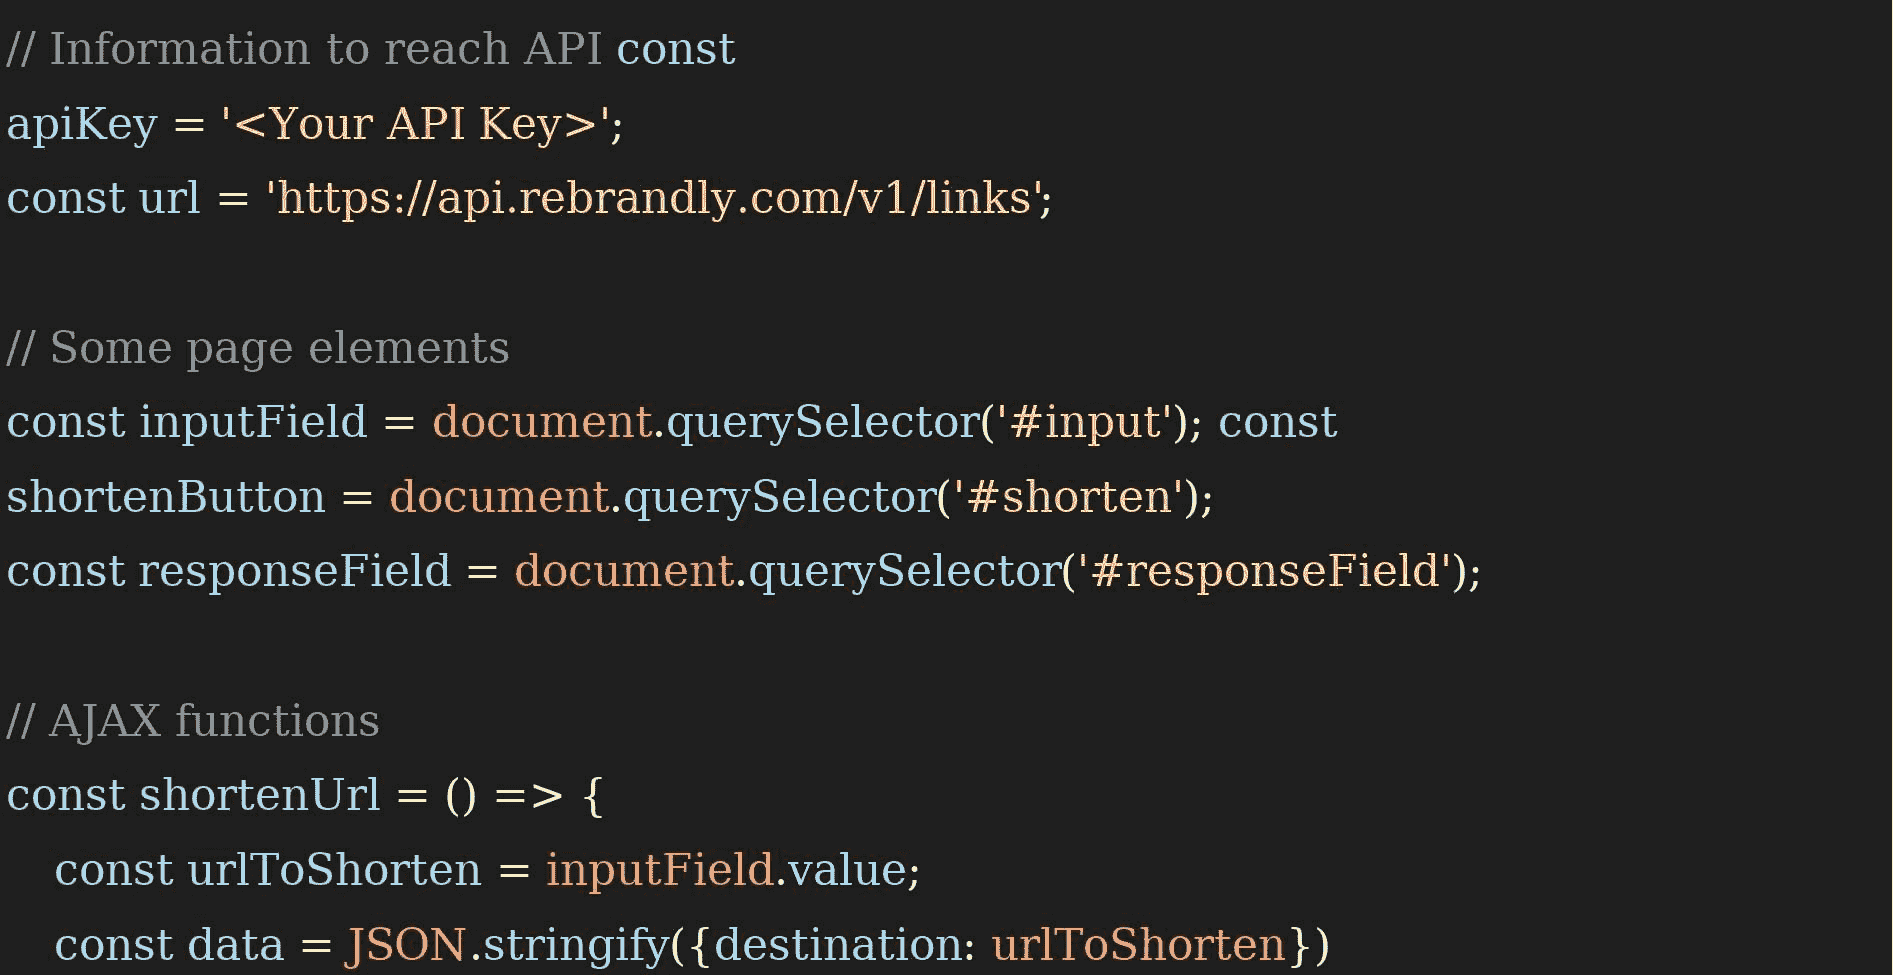 // Information to reach API const
apiKey = '<Your API Key>';
const url = 'https://api.rebrandly.com/v1/links';
// Some page elements
const inputField = document.querySelector('#input'); const
shortenButton = document.querySelector('#shorten');
const responseField = document.querySelector('#responseField');
// AJAX functions
const shortenUrl = () => {
const urlToShorten = inputField.value;
const data = JSON.stringify({destination: urlToShorten})